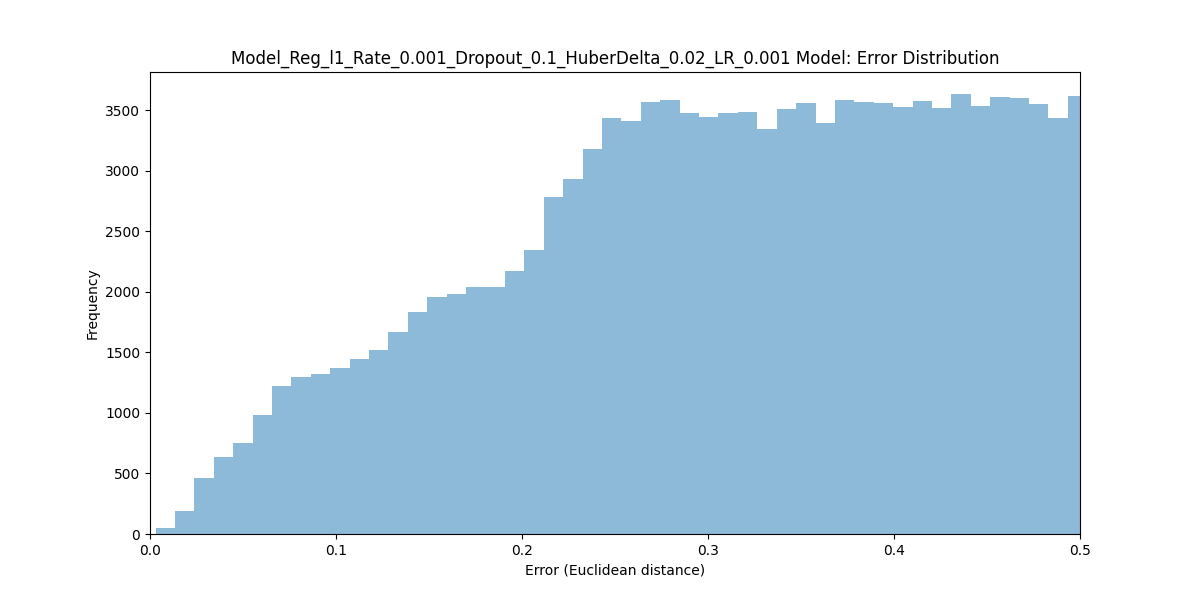 Model_Reg_l1_Rate_0.001_Dropout_0.1_HuberDelta_0.02_LR_0.001 Model: Error Distribution
Frequency
3500
3000
2500
2000
1500
1000
500
0
0.0 0.1 0.2 0.3 0.4 0.5
Error (Euclidean distance)